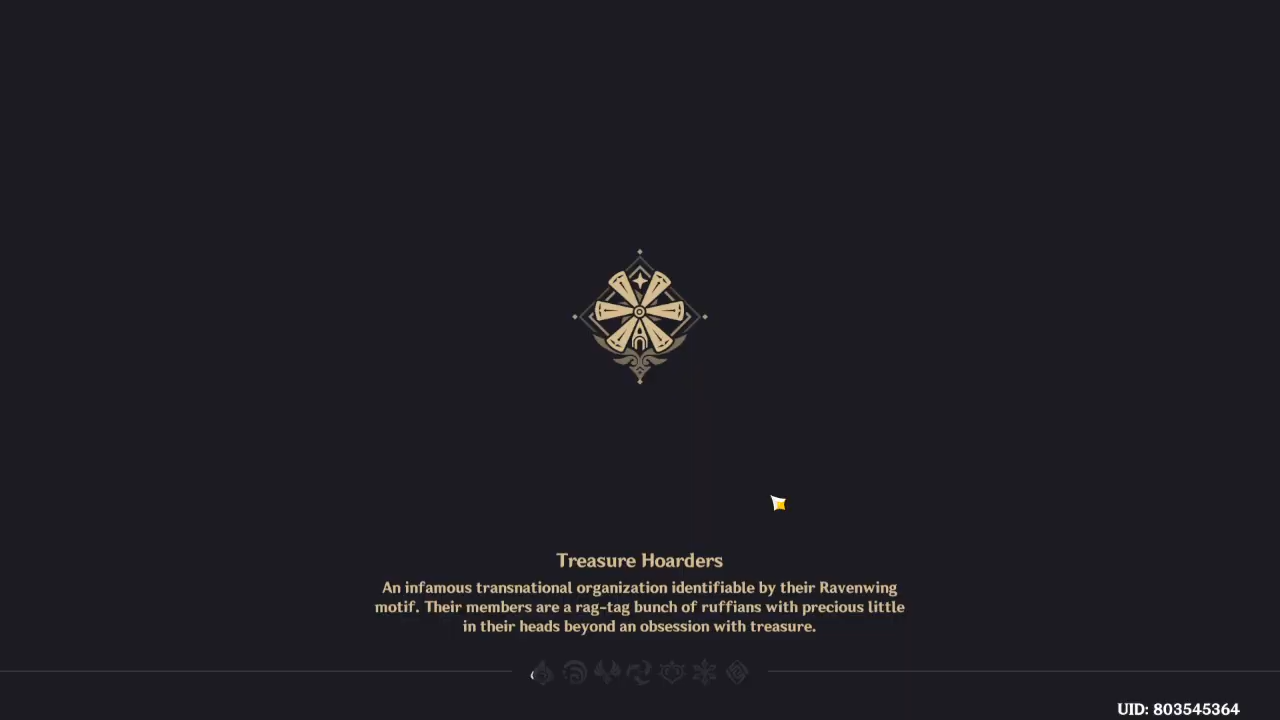 Treasure Hoarders
An infamous transnational organization identifiable by their Ravenwing
motif. Their members are a rag-tag bunch of ruffians with precious little
in their heads beyond an obsession with treasure.
UID: 803545364